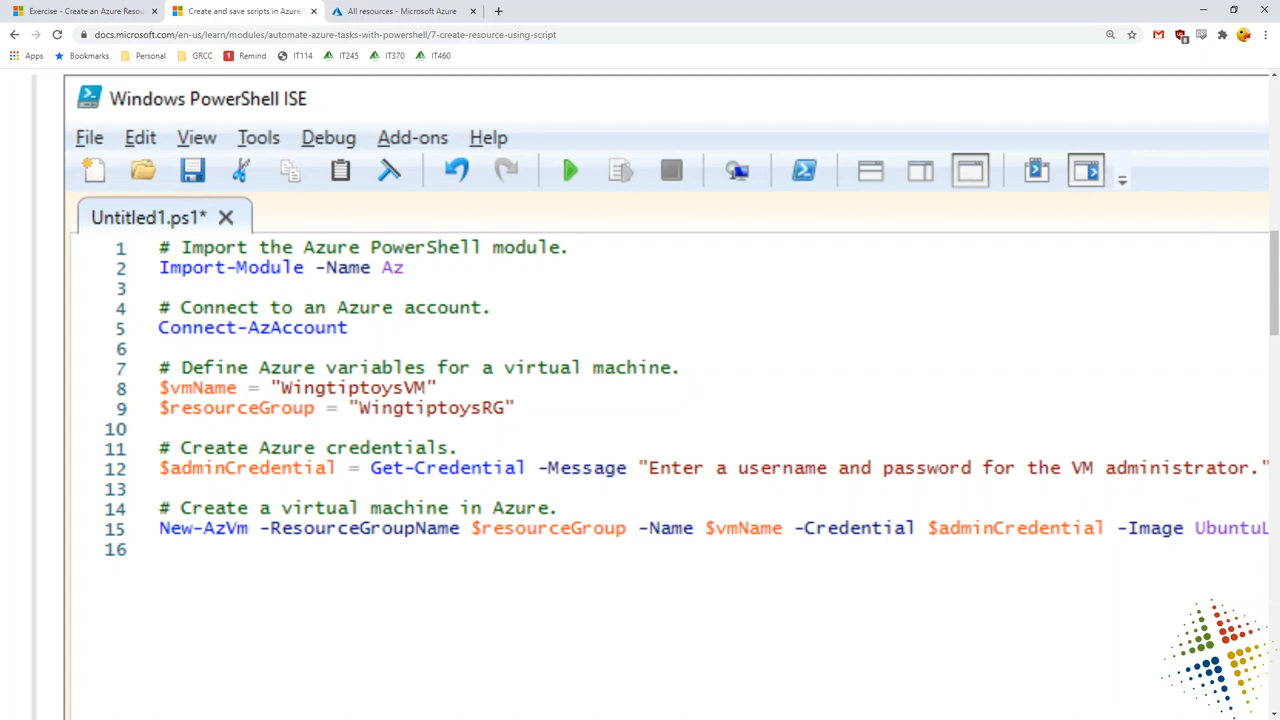 Exercise - Create an Azure Resou
Create and save scripts in Azure
All resources - Microsoft Azure
docs.microsoft.com/en-us/learn/modules/automate-azure-tasks-with-powershell/7-create-resource-using-script
Apps Bookmarks Personal GRCC 1 Remind IT114 IT245 IT370 IT460
Windows PowerShell ISE
File Edit View Tools Debug Add-ons Help
Untitled1.ps1* X
1 # Import the Azure PowerShell module.
2 Import-Module -Name Az
3
4 # Connect to an Azure account.
5 Connect-AzAccount
6
7 # Define Azure variables for a virtual machine.
8 $vmName = "WingtiptoysVM"
9 $resourceGroup = "WingtiptoysRG"
10
11 # Create Azure credentials.
12 $adminCredential = Get-Credential -Message "Enter a username and password for the VM administrator."
13
14 # Create a virtual machine in Azure.
15 New-AzVm -ResourceGroupName $resourceGroup -Name $vmName -Credential $adminCredential -Image UbuntuL
16